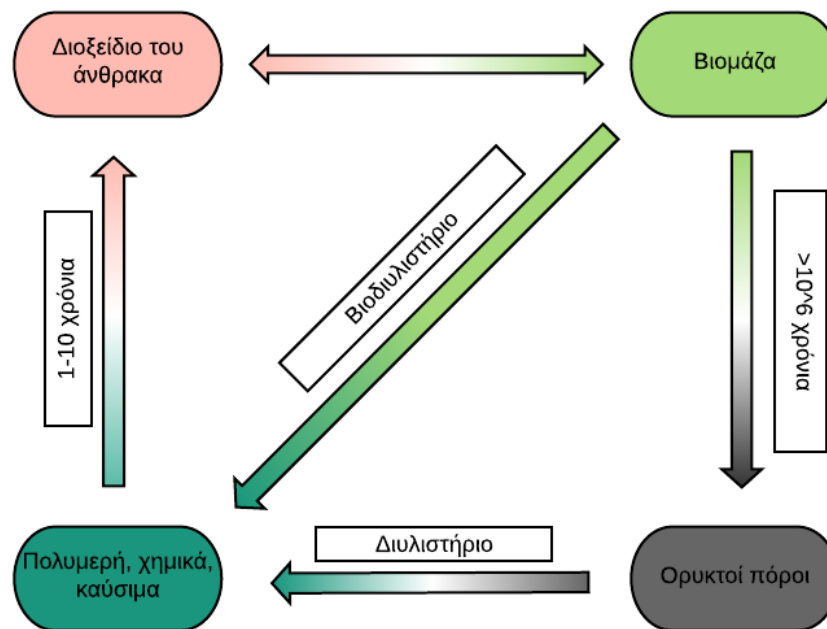 Διοξείδιο του
άνθρακα
Βιομάζα
Βιοδιυλιστήριο
1-10 χρόνια
>10^6 χρόνια
Διυλιστήριο
Πολυμερή, χημικά,
καύσιμα
Ορυκτοί πόροι